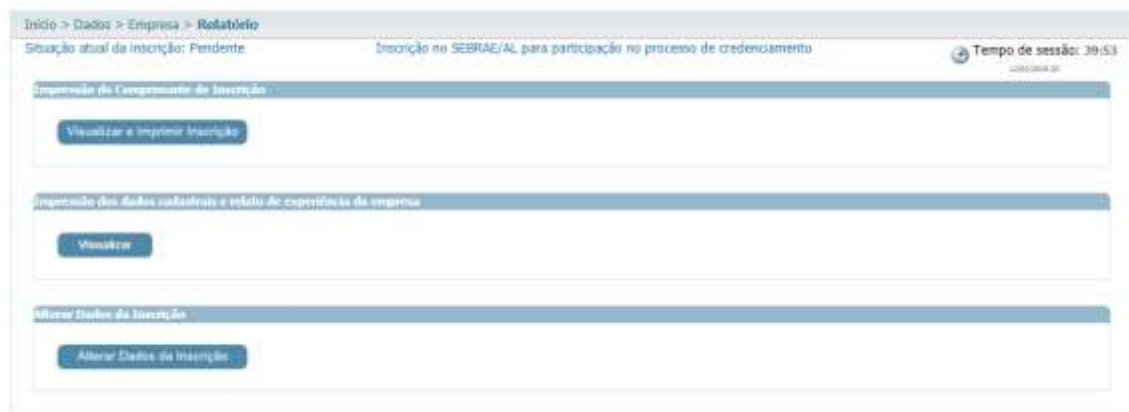 Início > Dados > Empresa > Relatório
Situação atual da inscrição: Pendente
Inscrição no SEBRAE/AL para participação no processo de credenciamento
Tempo de sessão: 39:53
Impressão do Comprovante de Inscrição
Visualizar e Imprimir Inscrição
Impressão dos dados cadastrais e relato de experiência da empresa
Visualizar
Alterar Dados da Inscrição
Alterar Dados da Inscrição